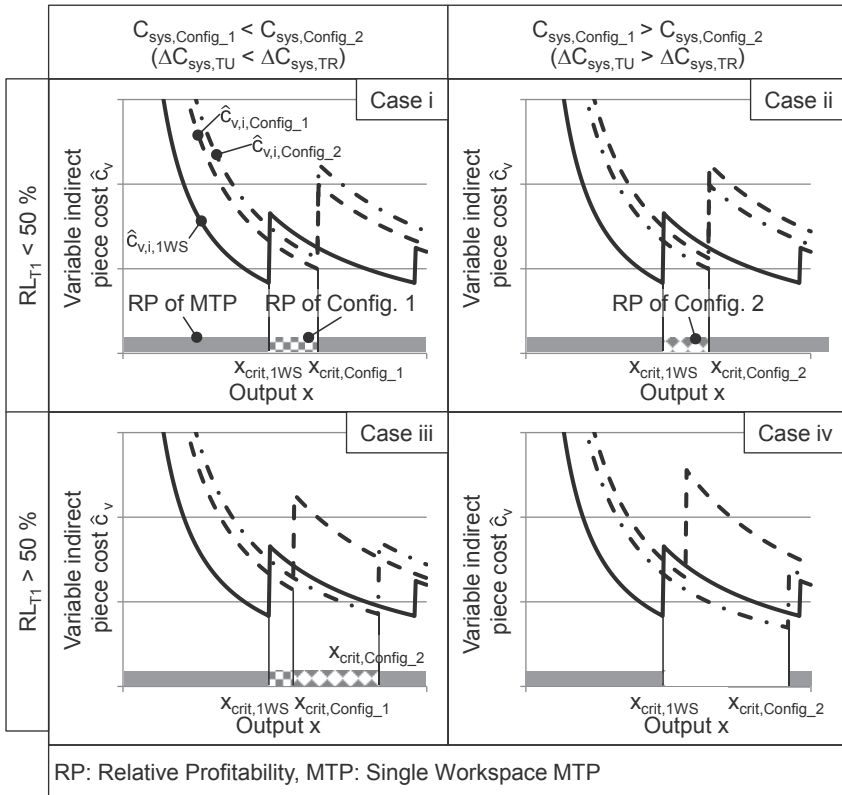 C_sys,Config_1 < C_sys,Config_2
(ΔC_sys,TU < ΔC_sys,TR)
C_sys,Config_1 > C_sys,Config_2
(ΔC_sys,TU > ΔC_sys,TR)
RL_T1 < 50 %
Case i
Variable indirect
piece cost ĉ_v
ĉ_v,i,Config_1
ĉ_v,i,Config_2
ĉ_v,i,1WS
RP of MTP
RP of Config. 1
x_crit,1WS
x_crit,Config_1
Output x
Case ii
Variable indirect
piece cost ĉ_v
RP of Config. 2
x_crit,1WS
x_crit,Config_2
Output x
RL_T1 > 50 %
Case iii
Variable indirect
piece cost ĉ_v
x_crit,Config_2
x_crit,1WS
x_crit,Config_1
Output x
Case iv
Variable indirect
piece cost ĉ_v
x_crit,1WS
x_crit,Config_2
Output x
RP: Relative Profitability, MTP: Single Workspace MTP